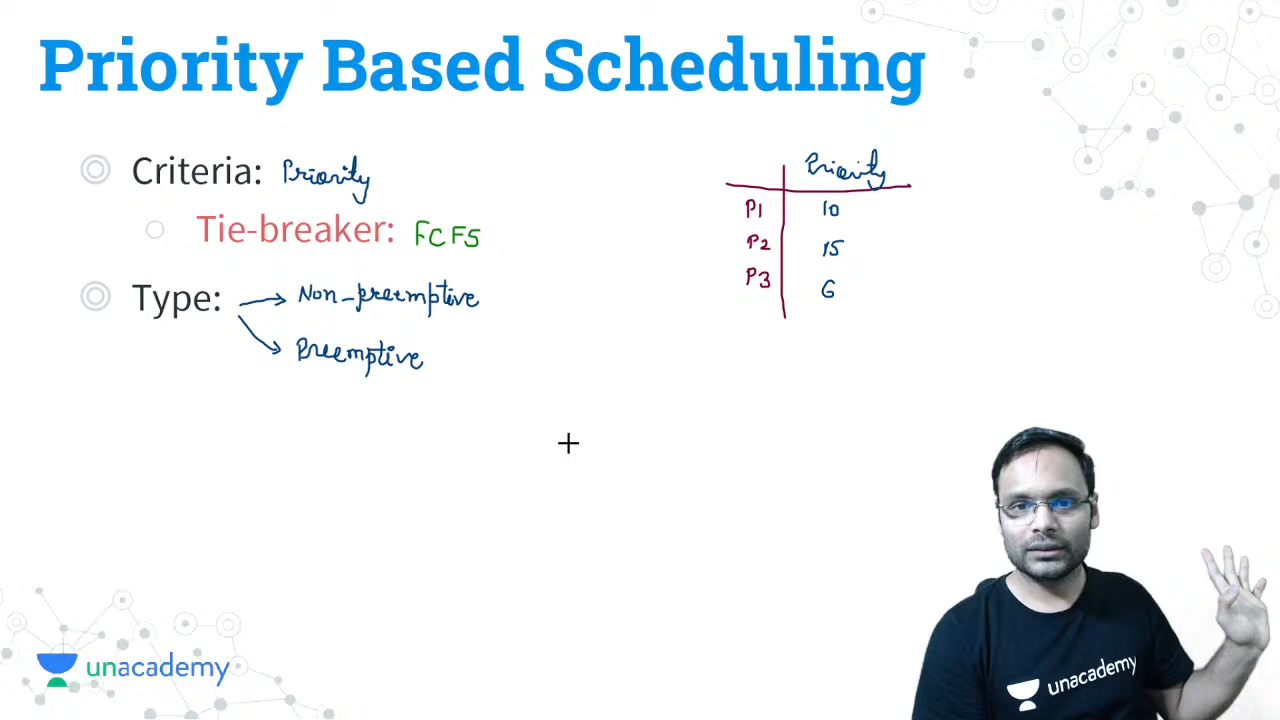 Priority Based Scheduling
Criteria: Priority
Tie-breaker: FCFS
Type: Non-preemptive
Preemptive
Priority
P1 10
P2 15
P3 6
unacademy
unacademy